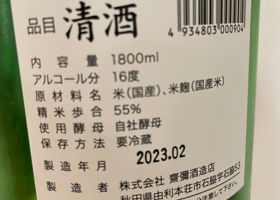 品目 清酒
4 934803 000904
内容量 1800ml
アルコール分 16度
原材料名 米(国産)、米麹(国産米)
精米歩合 55%
使用酵母 自社酵母
保存方法 要冷蔵
製造年月 2023.02
製造者 株式会社 齋彌酒造店
秋田県由利本荘市石脇字石脇53